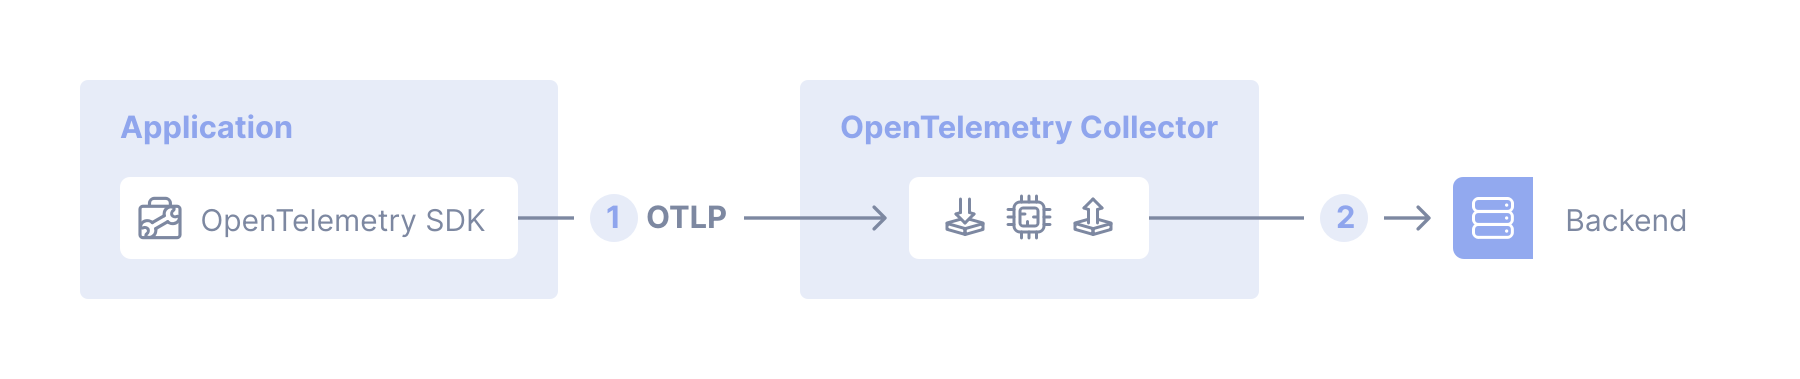 Application
OpenTelemetry SDK
1 OTLP
OpenTelemetry Collector
2
Backend